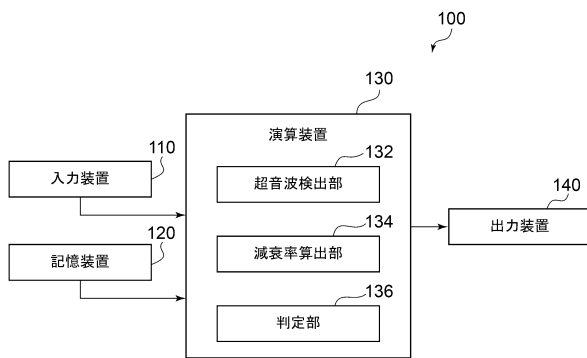 100
130
演算装置
110
入力装置
132
超音波検出部
140
出力装置
134
減衰率算出部
120
記憶装置
136
判定部